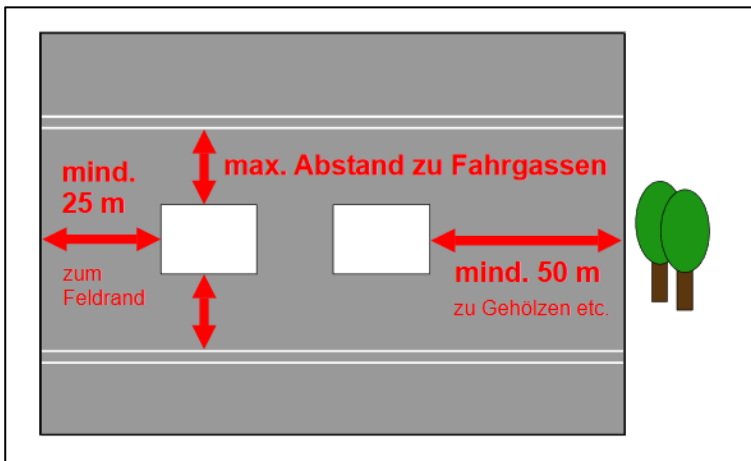 max. Abstand zu Fahrgassen
mind.
25 m
zum
Feldrand
mind. 50 m
zu Gehölzen etc.